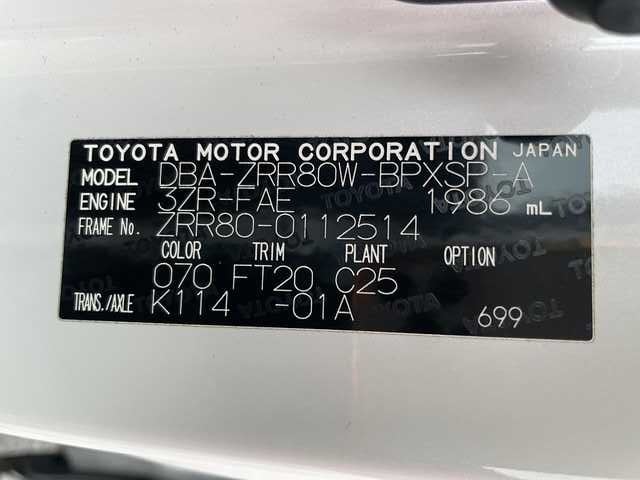 TOYOTA MOTOR CORPORATION JAPAN
MODEL DBA-ZRR80W-BPXSP-A
ENGINE 3ZR-FAE 1986 mL
FRAME No. ZRR80-0112514
COLOR TRIM PLANT
070 FT20 C25
TRANS./AXLE K114 -01A
699